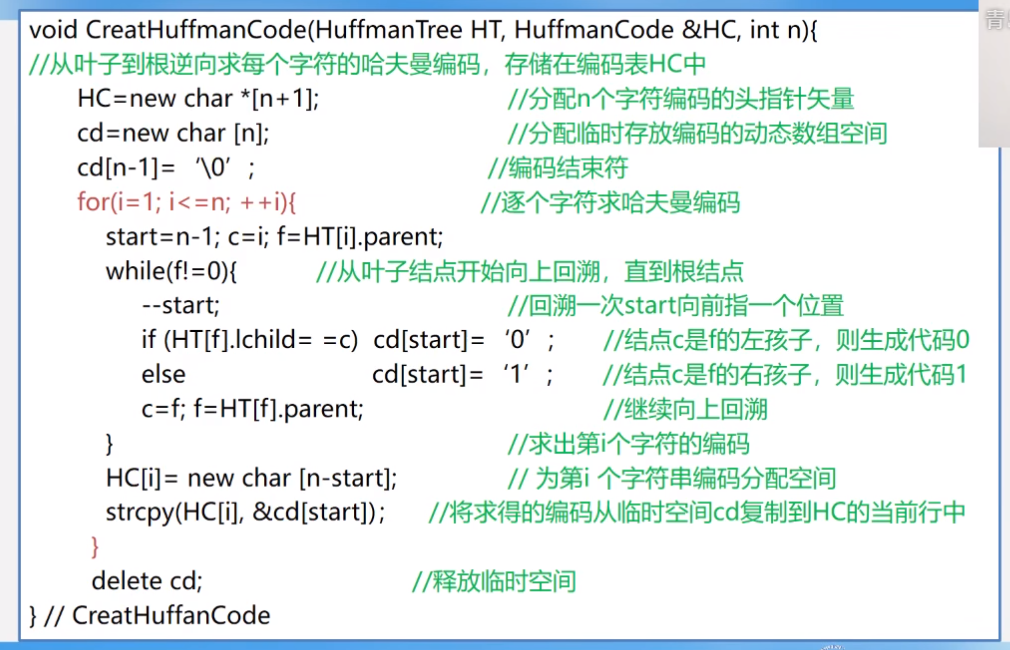 void CreatHuffmanCode(HuffmanTree HT, HuffmanCode &HC, int n){
//从叶子到根逆向求每个字符的哈夫曼编码，存储在编码表HC中
HC=new char *[n+1]; //分配n个字符编码的头指针矢量
cd=new char [n]; //分配临时存放编码的动态数组空间
cd[n-1]= ‘\0’ ; //编码结束符
for(i=1; i<=n; ++i){ //逐个字符求哈夫曼编码
start=n-1; c=i; f=HT[i].parent;
while(f!=0){ //从叶子结点开始向上回溯，直到根结点
--start; //回溯一次start向前指一个位置
if (HT[f].lchild= =c) cd[start]= ‘0’ ; //结点c是f的左孩子，则生成代码0
else cd[start]= ‘1’ ; //结点c是f的右孩子，则生成代码1
c=f; f=HT[f].parent; //继续向上回溯
} //求出第i个字符的编码
HC[i]= new char [n-start]; // 为第i 个字符串编码分配空间
strcpy(HC[i], &cd[start]); //将求得的编码从临时空间cd复制到HC的当前行中
}
delete cd; //释放临时空间
} // CreatHuffanCode
青